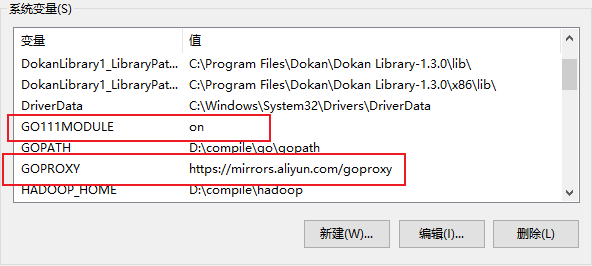 系统变量(S)
变量 值
DokanLibrary1_LibraryPat... C:\Program Files\Dokan\Dokan Library-1.3.0\lib\
DokanLibrary1_LibraryPat... C:\Program Files\Dokan\Dokan Library-1.3.0\x86\lib\
DriverData C:\Windows\System32\Drivers\DriverData
GO111MODULE on
GOPATH D:\compile\go\gopath
GOPROXY https://mirrors.aliyun.com/goproxy
HADOOP_HOME D:\compile\hadoop
新建(W)... 编辑(I)... 删除(L)